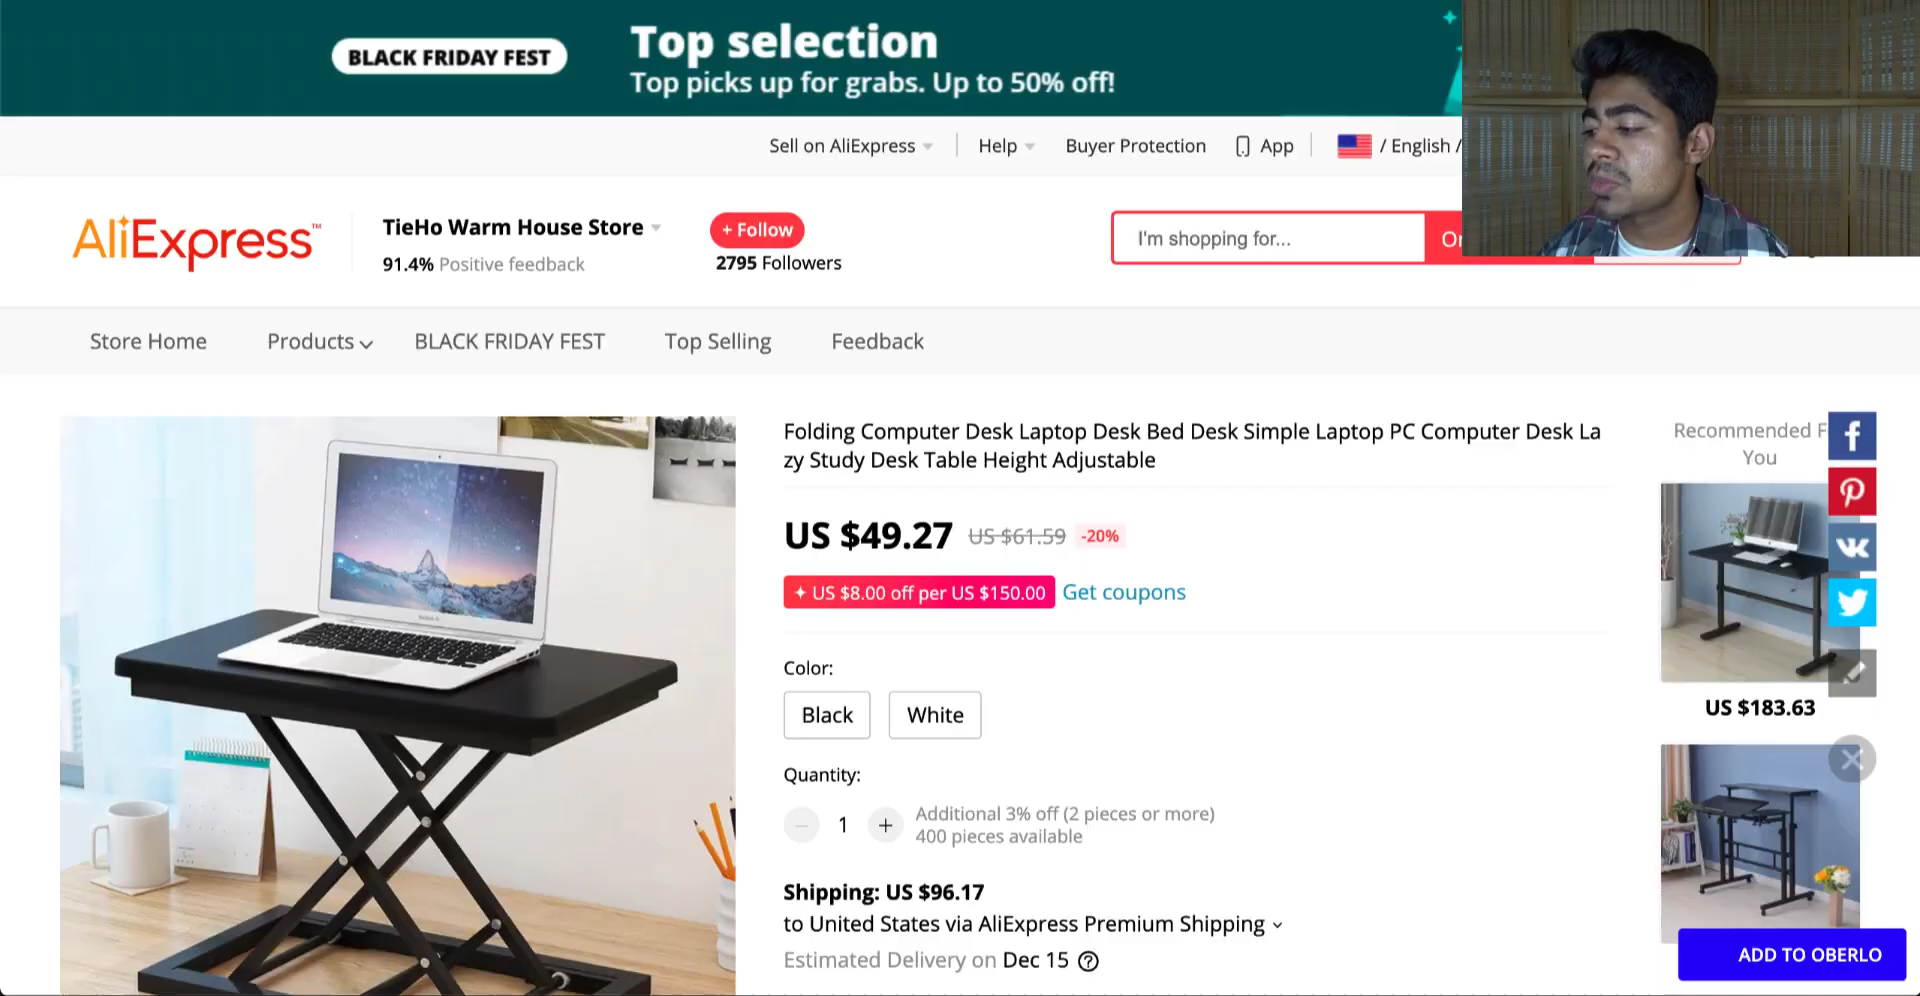 BLACK FRIDAY FEST
Top selection
Top picks up for grabs. Up to 50% off!
Sell on AliExpress
Help
Buyer Protection
App
/ English /
AliExpress™
TieHo Warm House Store
91.4% Positive feedback
+ Follow
2795 Followers
I'm shopping for...
Store Home
Products
BLACK FRIDAY FEST
Top Selling
Feedback
Folding Computer Desk Laptop Desk Bed Desk Simple Laptop PC Computer Desk La
zy Study Desk Table Height Adjustable
US $49.27 US $61.59 -20%
US $8.00 off per US $150.00 Get coupons
Color:
Black
White
Quantity:
1
Additional 3% off (2 pieces or more)
400 pieces available
Shipping: US $96.17
to United States via AliExpress Premium Shipping
Estimated Delivery on Dec 15
Recommended F
You
US $183.63
ADD TO OBERLO